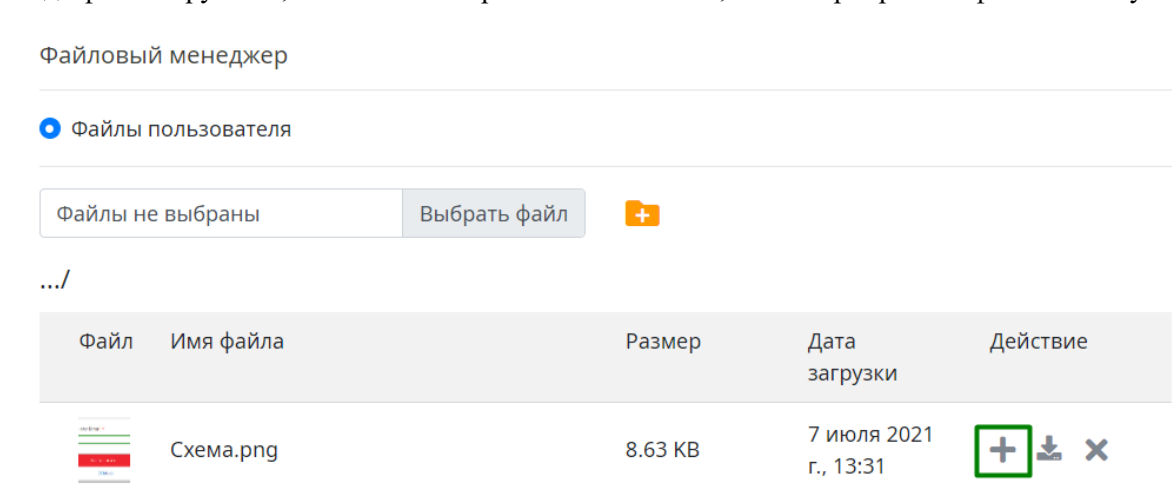 Файловый менеджер
Файлы пользователя
Файлы не выбраны Выбрать файл
.../
Файл Имя файла Размер Дата загрузки Действие
Схема.png 8.63 KB 7 июля 2021 г., 13:31